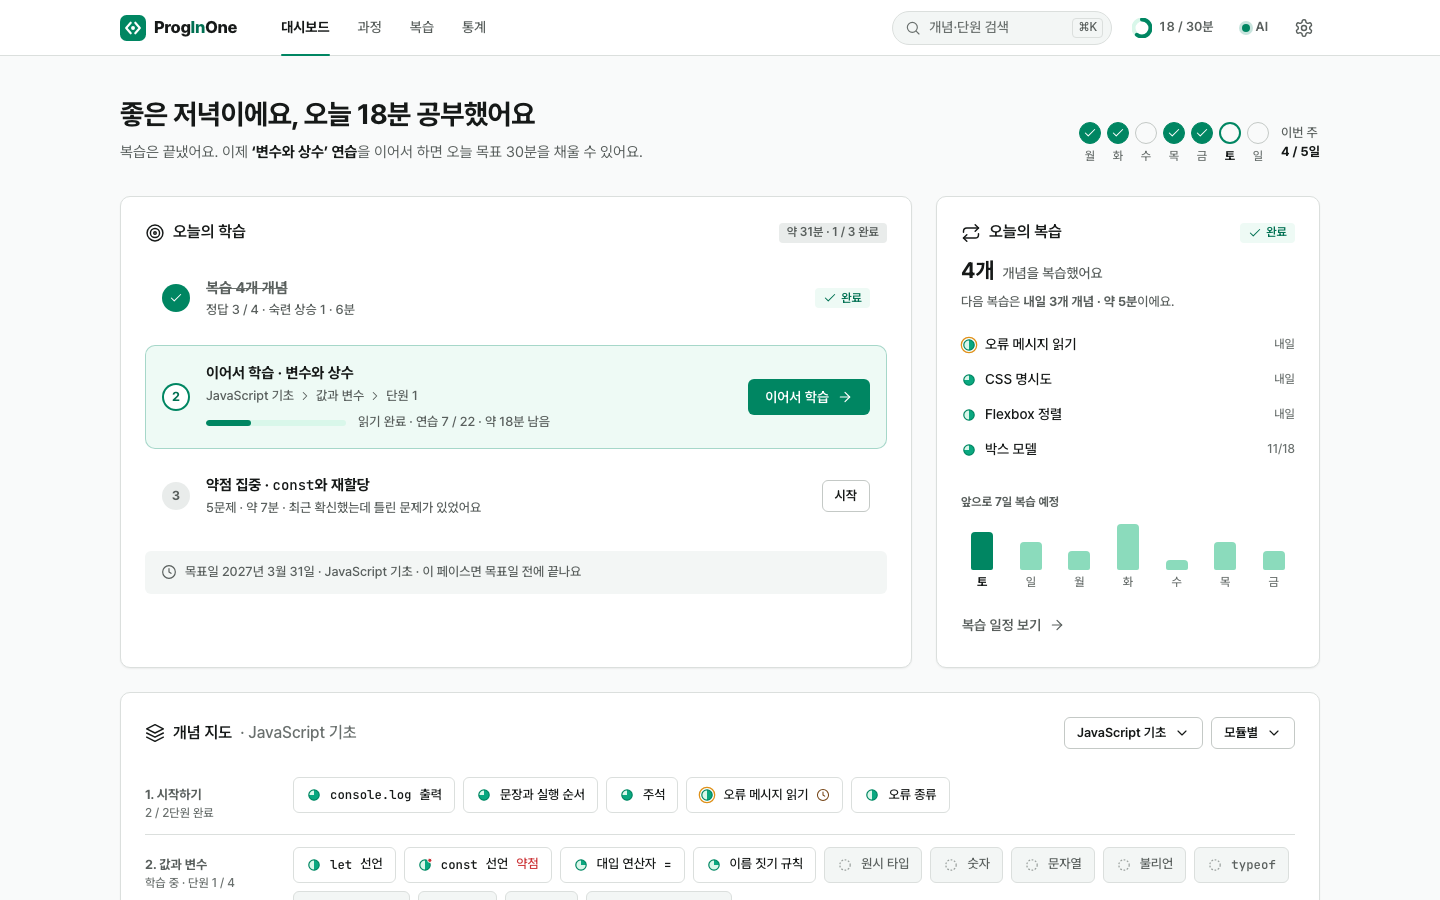 ProgInOne
대시보드
과정
복습
통계
개념·단원 검색
⌘K
18 / 30분
AI
좋은 저녁이에요, 오늘 18분 공부했어요
복습은 끝냈어요. 이제 ‘변수와 상수’ 연습을 이어서 하면 오늘 목표 30분을 채울 수 있어요.
월 화 수 목 금 토 일
이번 주
4 / 5일
오늘의 학습
약 31분 · 1 / 3 완료
복습 4개 개념
정답 3 / 4 · 숙련 상승 1 · 6분
완료
2
이어서 학습 · 변수와 상수
JavaScript 기초 > 값과 변수 > 단원 1
읽기 완료 · 연습 7 / 22 · 약 18분 남음
이어서 학습 →
3
약점 집중 · const와 재할당
5문제 · 약 7분 · 최근 확신했는데 틀린 문제가 있었어요
시작
목표일 2027년 3월 31일 · JavaScript 기초 · 이 페이스면 목표일 전에 끝나요
오늘의 복습
완료
4개 개념을 복습했어요
다음 복습은 내일 3개 개념 · 약 5분이에요.
오류 메시지 읽기 내일
CSS 명시도 내일
Flexbox 정렬 내일
박스 모델 11/18
앞으로 7일 복습 예정
토 일 월 화 수 목 금
복습 일정 보기 →
개념 지도 · JavaScript 기초
JavaScript 기초
모듈별
1. 시작하기
2 / 2단원 완료
console.log 출력
문장과 실행 순서
주석
오류 메시지 읽기
오류 종류
2. 값과 변수
학습 중 · 단원 1 / 4
let 선언
const 선언 약점
대입 연산자 =
이름 짓기 규칙
원시 타입
숫자
문자열
불리언
typeof